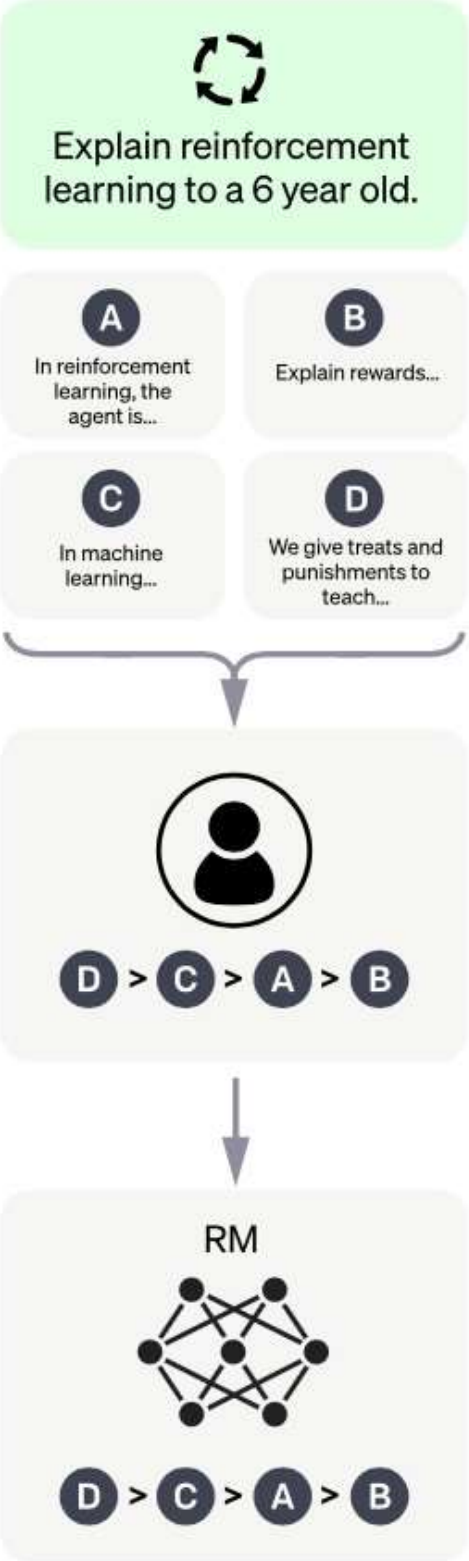 Explain reinforcement
learning to a 6 year old.
A
In reinforcement
learning, the
agent is...
B
Explain rewards...
C
In machine
learning...
D
We give treats and
punishments to
teach...
D > C > A > B
RM
D > C > A > B